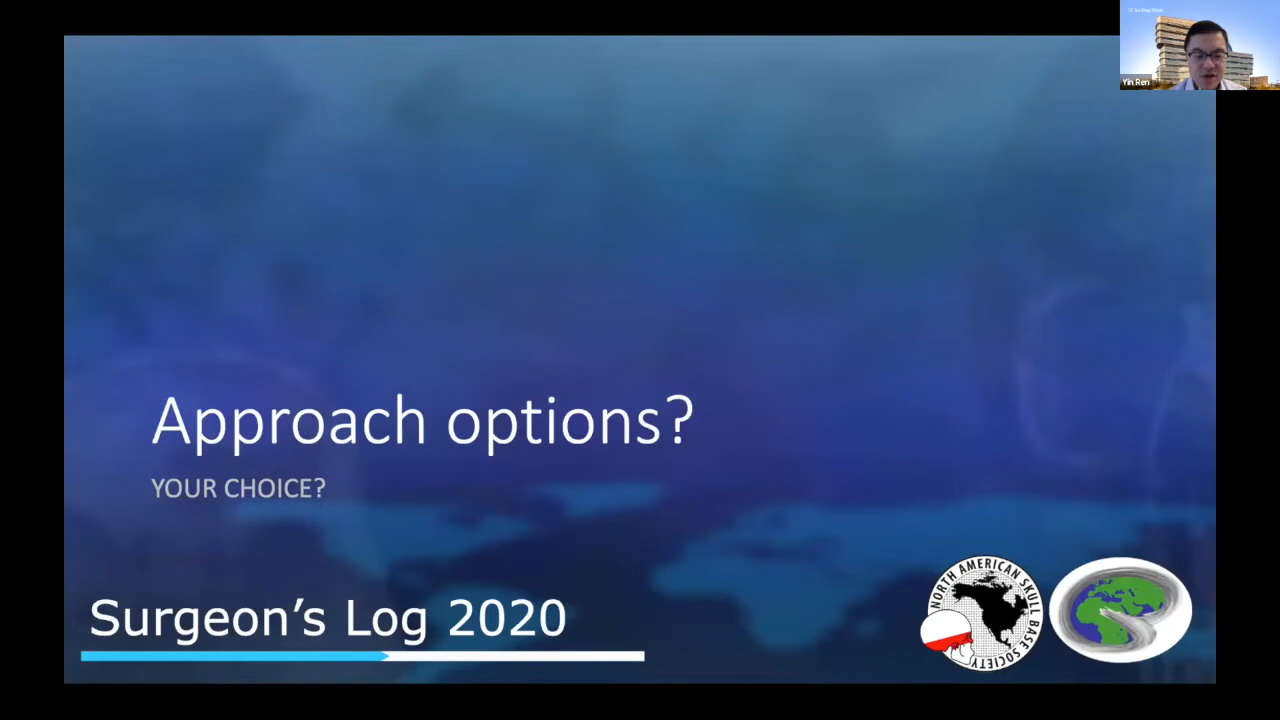 Yin Ren
Approach options?
YOUR CHOICE?
Surgeon's Log 2020
NORTH AMERICAN SKULL BASE SOCIETY